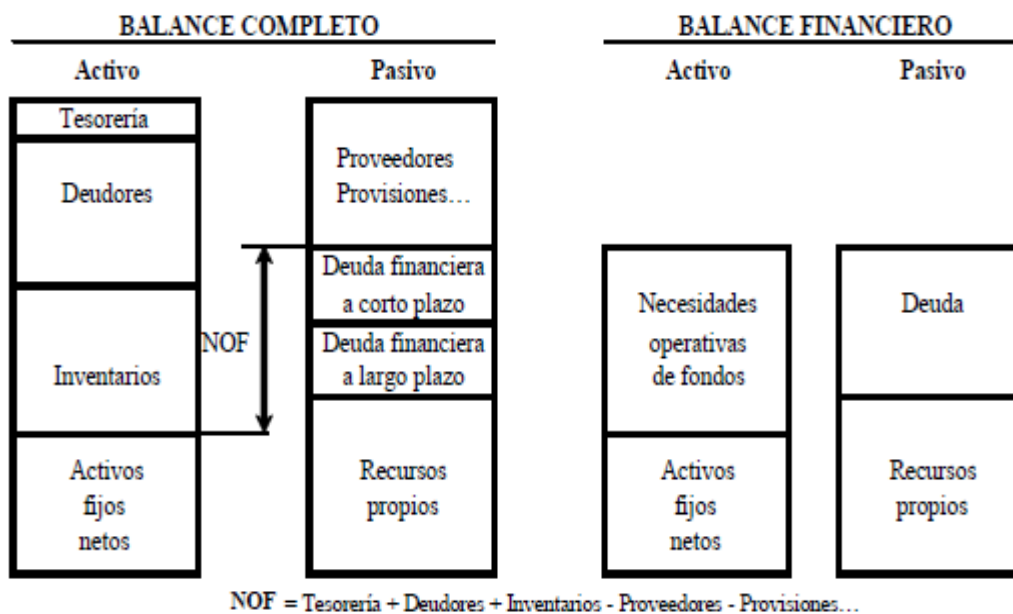 BALANCE COMPLETO
Activo
Pasivo
Tesorería
Deudores
Inventarios
Activos
fijos
netos
NOF
Proveedores
Provisiones...
Deuda financiera
a corto plazo
Deuda financiera
a largo plazo
Recursos
propios
BALANCE FINANCIERO
Activo
Pasivo
Necesidades
operativas
de fondos
Activos
fijos
netos
Deuda
Recursos
propios
NOF = Tesorería + Deudores + Inventarios - Proveedores - Provisiones...